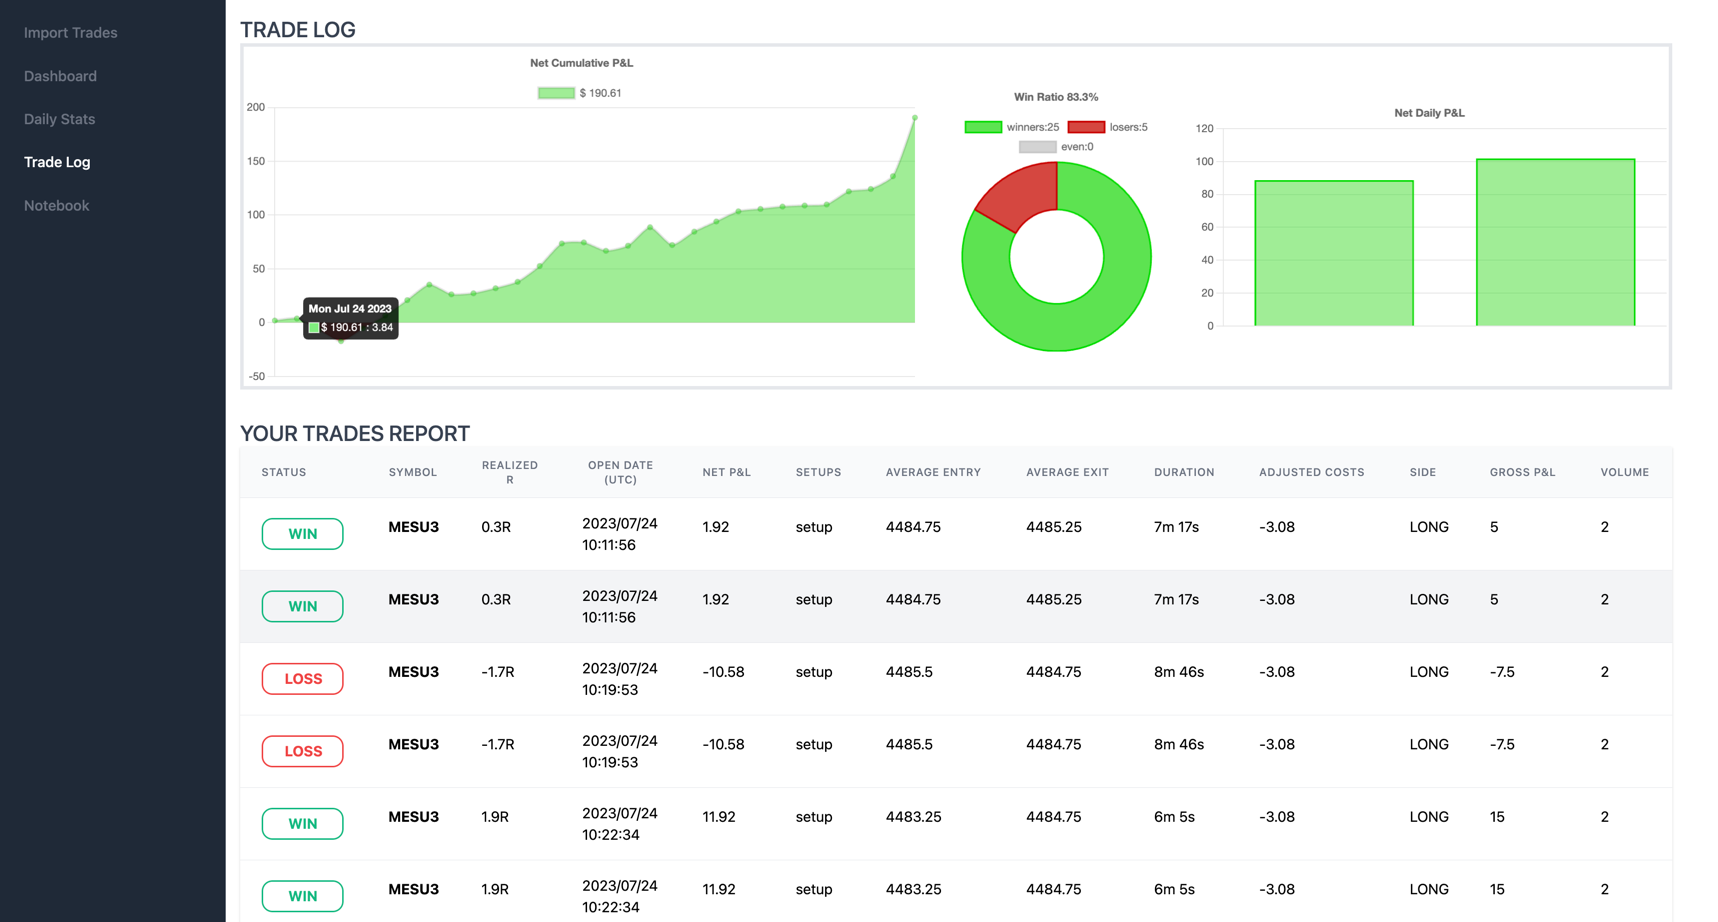 Import Trades
Dashboard
Daily Stats
Trade Log
Notebook
TRADE LOG
Net Cumulative P&L
$ 190.61
200
150
100
50
0
-50
Mon Jul 24 2023
$ 190.61 : 3.84
Win Ratio 83.3%
winners:25 losers:5
even:0
Net Daily P&L
120
100
80
60
40
20
0
YOUR TRADES REPORT
STATUS SYMBOL REALIZED R OPEN DATE (UTC) NET P&L SETUPS AVERAGE ENTRY AVERAGE EXIT DURATION ADJUSTED COSTS SIDE GROSS P&L VOLUME
WIN MESU3 0.3R 2023/07/24 10:11:56 1.92 setup 4484.75 4485.25 7m 17s -3.08 LONG 5 2
WIN MESU3 0.3R 2023/07/24 10:11:56 1.92 setup 4484.75 4485.25 7m 17s -3.08 LONG 5 2
LOSS MESU3 -1.7R 2023/07/24 10:19:53 -10.58 setup 4485.5 4484.75 8m 46s -3.08 LONG -7.5 2
LOSS MESU3 -1.7R 2023/07/24 10:19:53 -10.58 setup 4485.5 4484.75 8m 46s -3.08 LONG -7.5 2
WIN MESU3 1.9R 2023/07/24 10:22:34 11.92 setup 4483.25 4484.75 6m 5s -3.08 LONG 15 2
WIN MESU3 1.9R 2023/07/24 10:22:34 11.92 setup 4483.25 4484.75 6m 5s -3.08 LONG 15 2